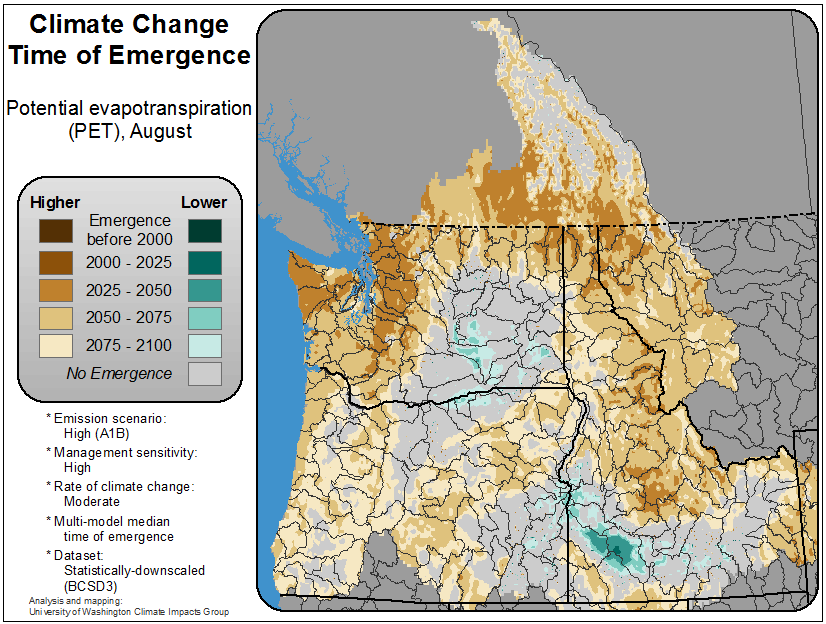 Climate Change
Time of Emergence
Potential evapotranspiration
(PET), August
Higher Lower
Emergence
before 2000
2000 - 2025
2025 - 2050
2050 - 2075
2075 - 2100
No Emergence
* Emission scenario:
High (A1B)
* Management sensitivity:
High
* Rate of climate change:
Moderate
* Multi-model median
time of emergence
* Dataset:
Statistically-downscaled
(BCSD3)
Analysis and mapping:
University of Washington Climate Impacts Group